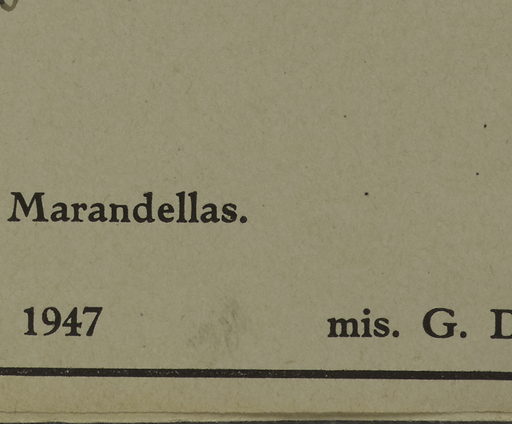 Marandellas.
1947 mis. G. D